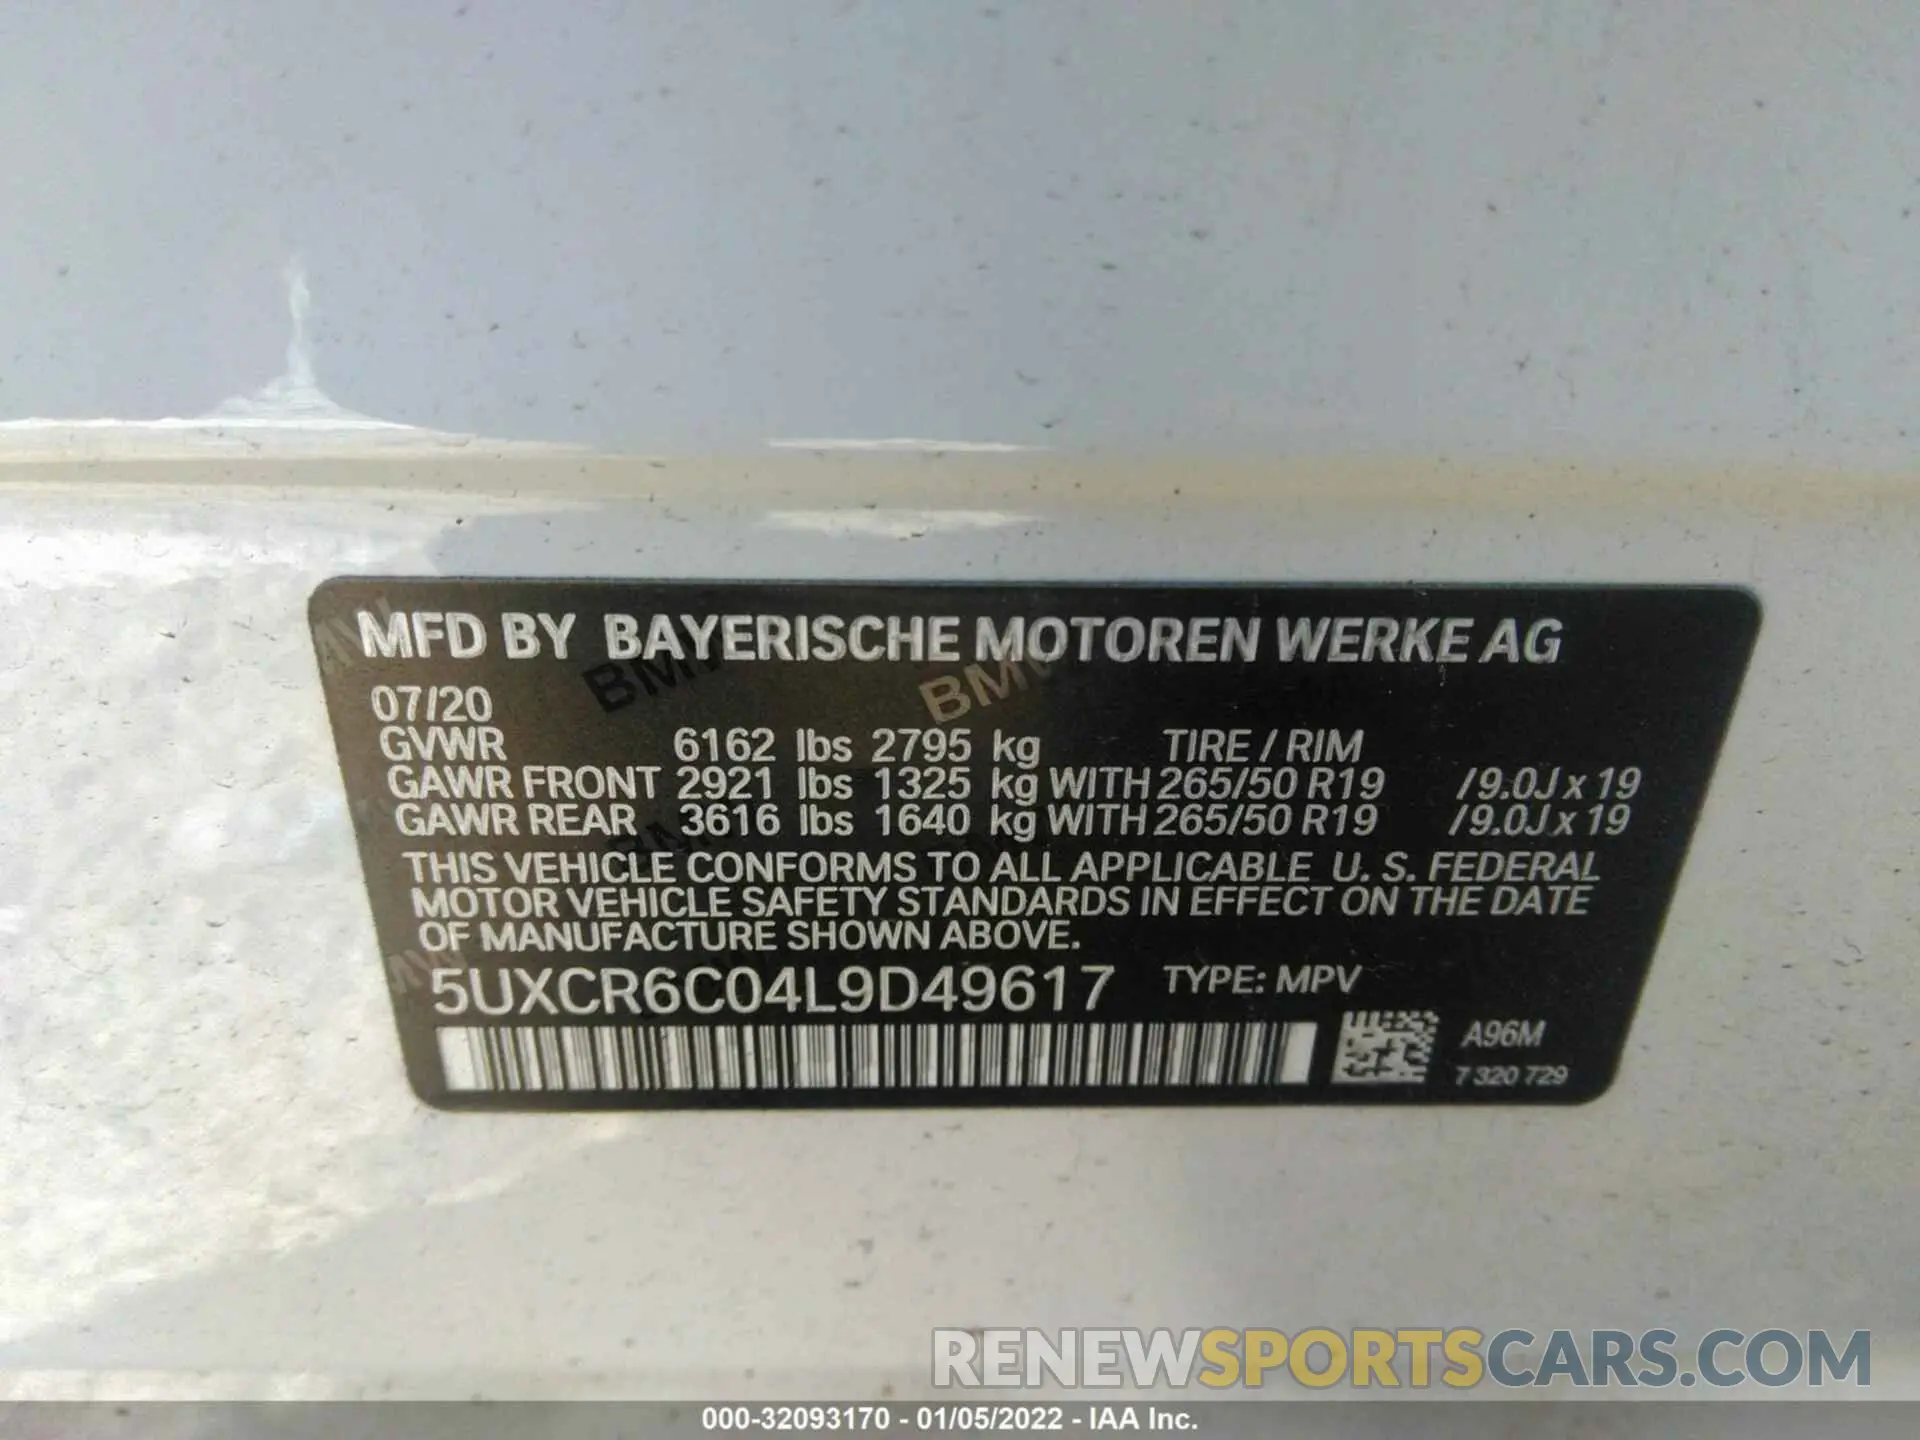 MFD BY BAYERISCHE MOTOREN WERKE AG
07/20
GVWR 6162 lbs 2795 kg TIRE / RIM
GAWR FRONT 2921 lbs 1325 kg WITH 265/50 R19 /9.0J x 19
GAWR REAR 3616 lbs 1640 kg WITH 265/50 R19 /9.0J x 19
THIS VEHICLE CONFORMS TO ALL APPLICABLE U. S. FEDERAL
MOTOR VEHICLE SAFETY STANDARDS IN EFFECT ON THE DATE
OF MANUFACTURE SHOWN ABOVE.
5UXCR6C04L9D49617 TYPE: MPV
A96M
7 320 729
RENEWSPORTSCARS.COM
000-32093170 - 01/05/2022 - IAA Inc.